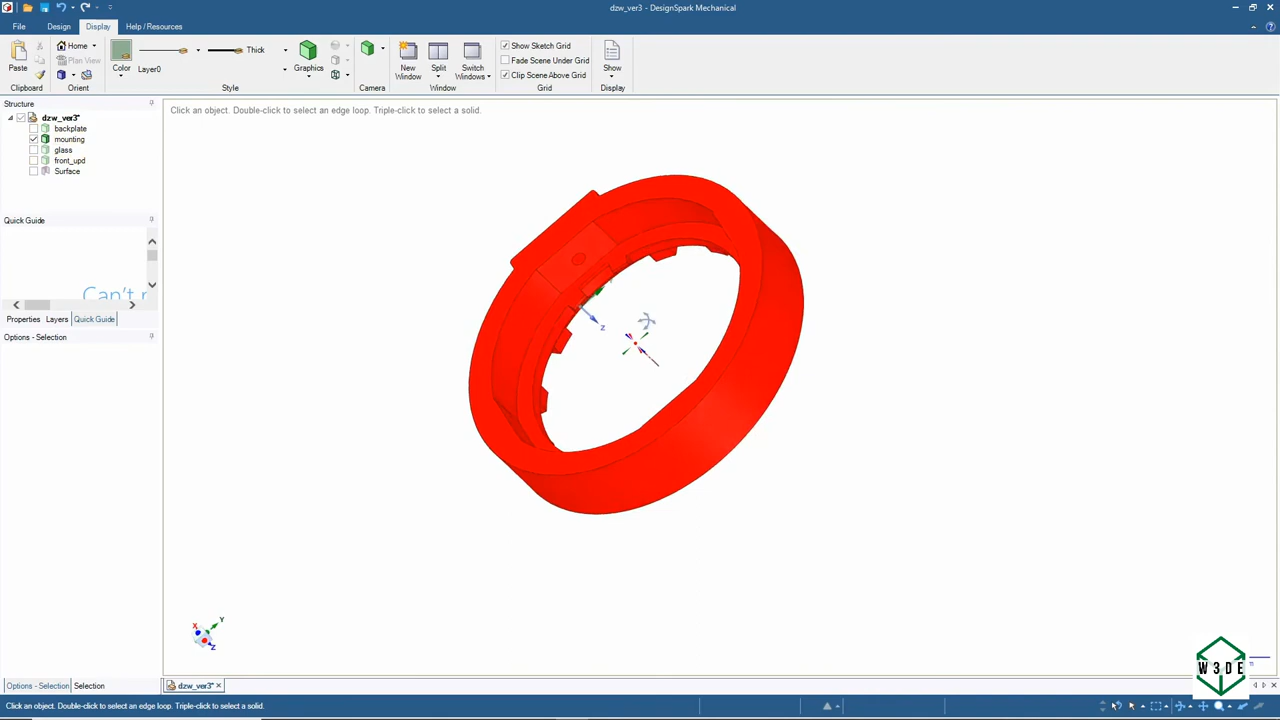 dzw_ver3 - DesignSpark Mechanical
File Design Display Help / Resources
Paste
Clipboard
Home
Plan View
Orient
Color
Layer0
Thick
Graphics
Style
Camera
New Window
Split
Switch Windows
Window
Show Sketch Grid
Fade Scene Under Grid
Clip Scene Above Grid
Grid
Show
Display
Structure
dzw_ver3*
backplate
mounting
glass
front_upd
Surface
Quick Guide
Can't r
Properties Layers Quick Guide
Options - Selection
Click an object. Double-click to select an edge loop. Triple-click to select a solid.
Z
X Y
Z
W3DE
Options - Selection Selection
dzw_ver3*
Click an object. Double-click to select an edge loop. Triple-click to select a solid.